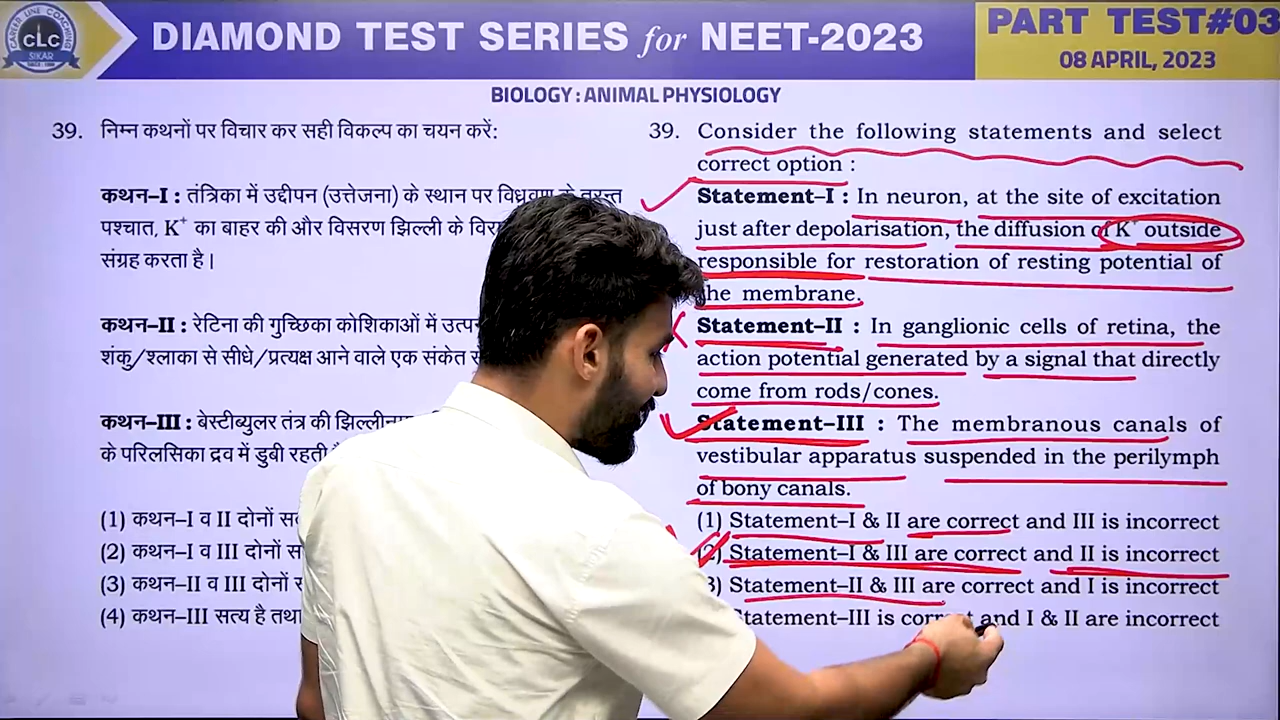 CAREER LINE COACHING
CLC
SIKAR
DIAMOND TEST SERIES for NEET-2023
PART TEST#03
08 APRIL, 2023
BIOLOGY : ANIMAL PHYSIOLOGY
39. निम्न कथनों पर विचार कर सही विकल्प का चयन करें:
कथन–I : तंत्रिका में उद्दीपन (उत्तेजना) के स्थान पर विध्रुवण के तुरन्त
पश्चात, K⁺ का बाहर की और विसरण झिल्ली के
संग्रह करता है।
कथन–II : रेटिना की गुच्छिका कोशिकाओं में
शंकु/श्लाका से सीधे/प्रत्यक्ष आने वाले एक संकेत
कथन–III : बेस्टीब्युलर तंत्र की
के परिलसिका द्रव में डुबी रहती
(1) कथन–I व II दोनों
(2) कथन–I व III दोनों
(3) कथन–II व III दोनों
(4) कथन–III सत्य है तथा
39. Consider the following statements and select
correct option :
Statement–I : In neuron, at the site of excitation
just after depolarisation, the diffusion of K⁺ outside
responsible for restoration of resting potential of
the membrane.
Statement–II : In ganglionic cells of retina, the
action potential generated by a signal that directly
come from rods/cones.
Statement–III : The membranous canals of
vestibular apparatus suspended in the perilymph
of bony canals.
(1) Statement–I & II are correct and III is incorrect
(2) Statement–I & III are correct and II is incorrect
3) Statement–II & III are correct and I is incorrect
Statement–III is correct and I & II are incorrect